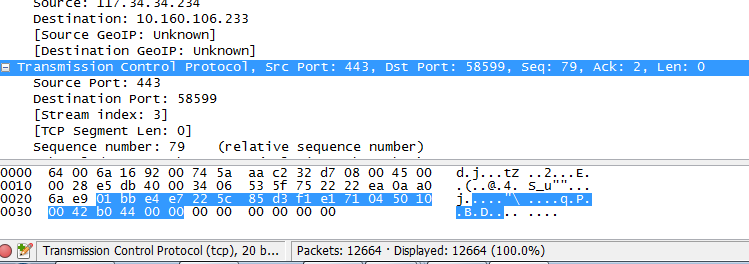 Source: 117.34.34.234
Destination: 10.160.106.233
[Source GeoIP: Unknown]
[Destination GeoIP: Unknown]
Transmission Control Protocol, Src Port: 443, Dst Port: 58599, Seq: 79, Ack: 2, Len: 0
Source Port: 443
Destination Port: 58599
[Stream index: 3]
[TCP Segment Len: 0]
Sequence number: 79    (relative sequence number)
0000  64 00 6a 16 92 00 74 5a  aa c2 32 d7 08 00 45 00   d.j...tZ ..2...E.
0010  00 28 e5 db 40 00 34 06  53 5f 75 22 22 ea 0a a0   .(..@.4. S_u""...
0020  6a e9 01 bb e4 e7 22 5c  85 d3 f1 e1 71 04 50 10   j....."\ ....q.P.
0030  00 42 b0 44 00 00 00 00  00 00 00 00   .B.D.... ....
Transmission Control Protocol (tcp), 20 b...
Packets: 12664 · Displayed: 12664 (100.0%)